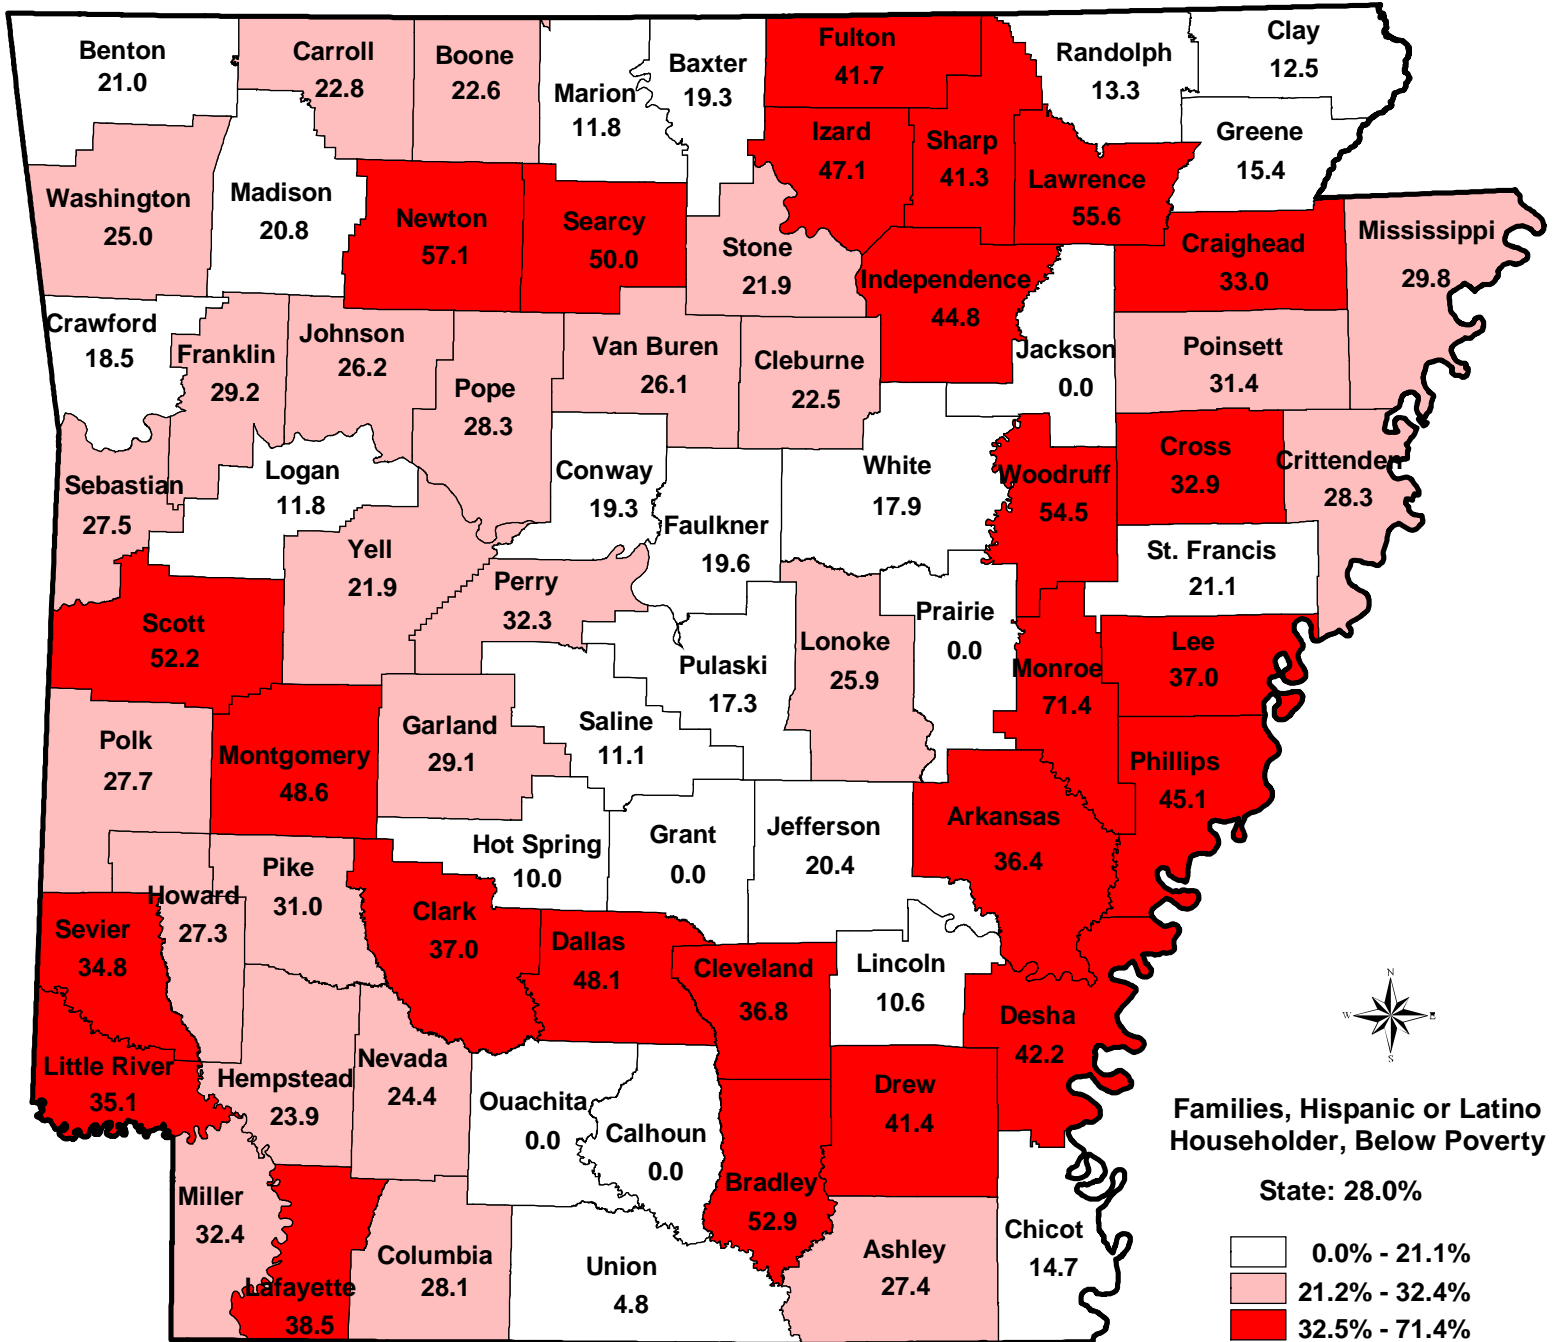 Benton
21.0
Carroll
22.8
Boone
22.6
Marion
11.8
Baxter
19.3
Fulton
41.7
Randolph
13.3
Clay
12.5
Izard
47.1
Sharp
41.3
Lawrence
55.6
Greene
15.4
Washington
25.0
Madison
20.8
Newton
57.1
Searcy
50.0
Stone
21.9
Independence
44.8
Craighead
33.0
Mississippi
29.8
Crawford
18.5
Franklin
29.2
Johnson
26.2
Pope
28.3
Van Buren
26.1
Cleburne
22.5
Jackson
0.0
Poinsett
31.4
Sebastian
27.5
Logan
11.8
Conway
19.3
Faulkner
19.6
White
17.9
Woodruff
54.5
Cross
32.9
Crittenden
28.3
Yell
21.9
Perry
32.3
St. Francis
21.1
Scott
52.2
Pulaski
17.3
Lonoke
25.9
Prairie
0.0
Monroe
71.4
Lee
37.0
Polk
27.7
Montgomery
48.6
Garland
29.1
Saline
11.1
Phillips
45.1
Hot Spring
10.0
Grant
0.0
Jefferson
20.4
Arkansas
36.4
Howard
27.3
Pike
31.0
Clark
37.0
Dallas
48.1
Cleveland
36.8
Lincoln
10.6
Desha
42.2
Sevier
34.8
Little River
35.1
Hempstead
23.9
Nevada
24.4
Ouachita
0.0
Calhoun
0.0
Drew
41.4
Bradley
52.9
Miller
32.4
Lafayette
38.5
Columbia
28.1
Union
4.8
Ashley
27.4
Chicot
14.7
N
W
E
S
Families, Hispanic or Latino
Householder, Below Poverty
State: 28.0%
0.0% - 21.1%
21.2% - 32.4%
32.5% - 71.4%